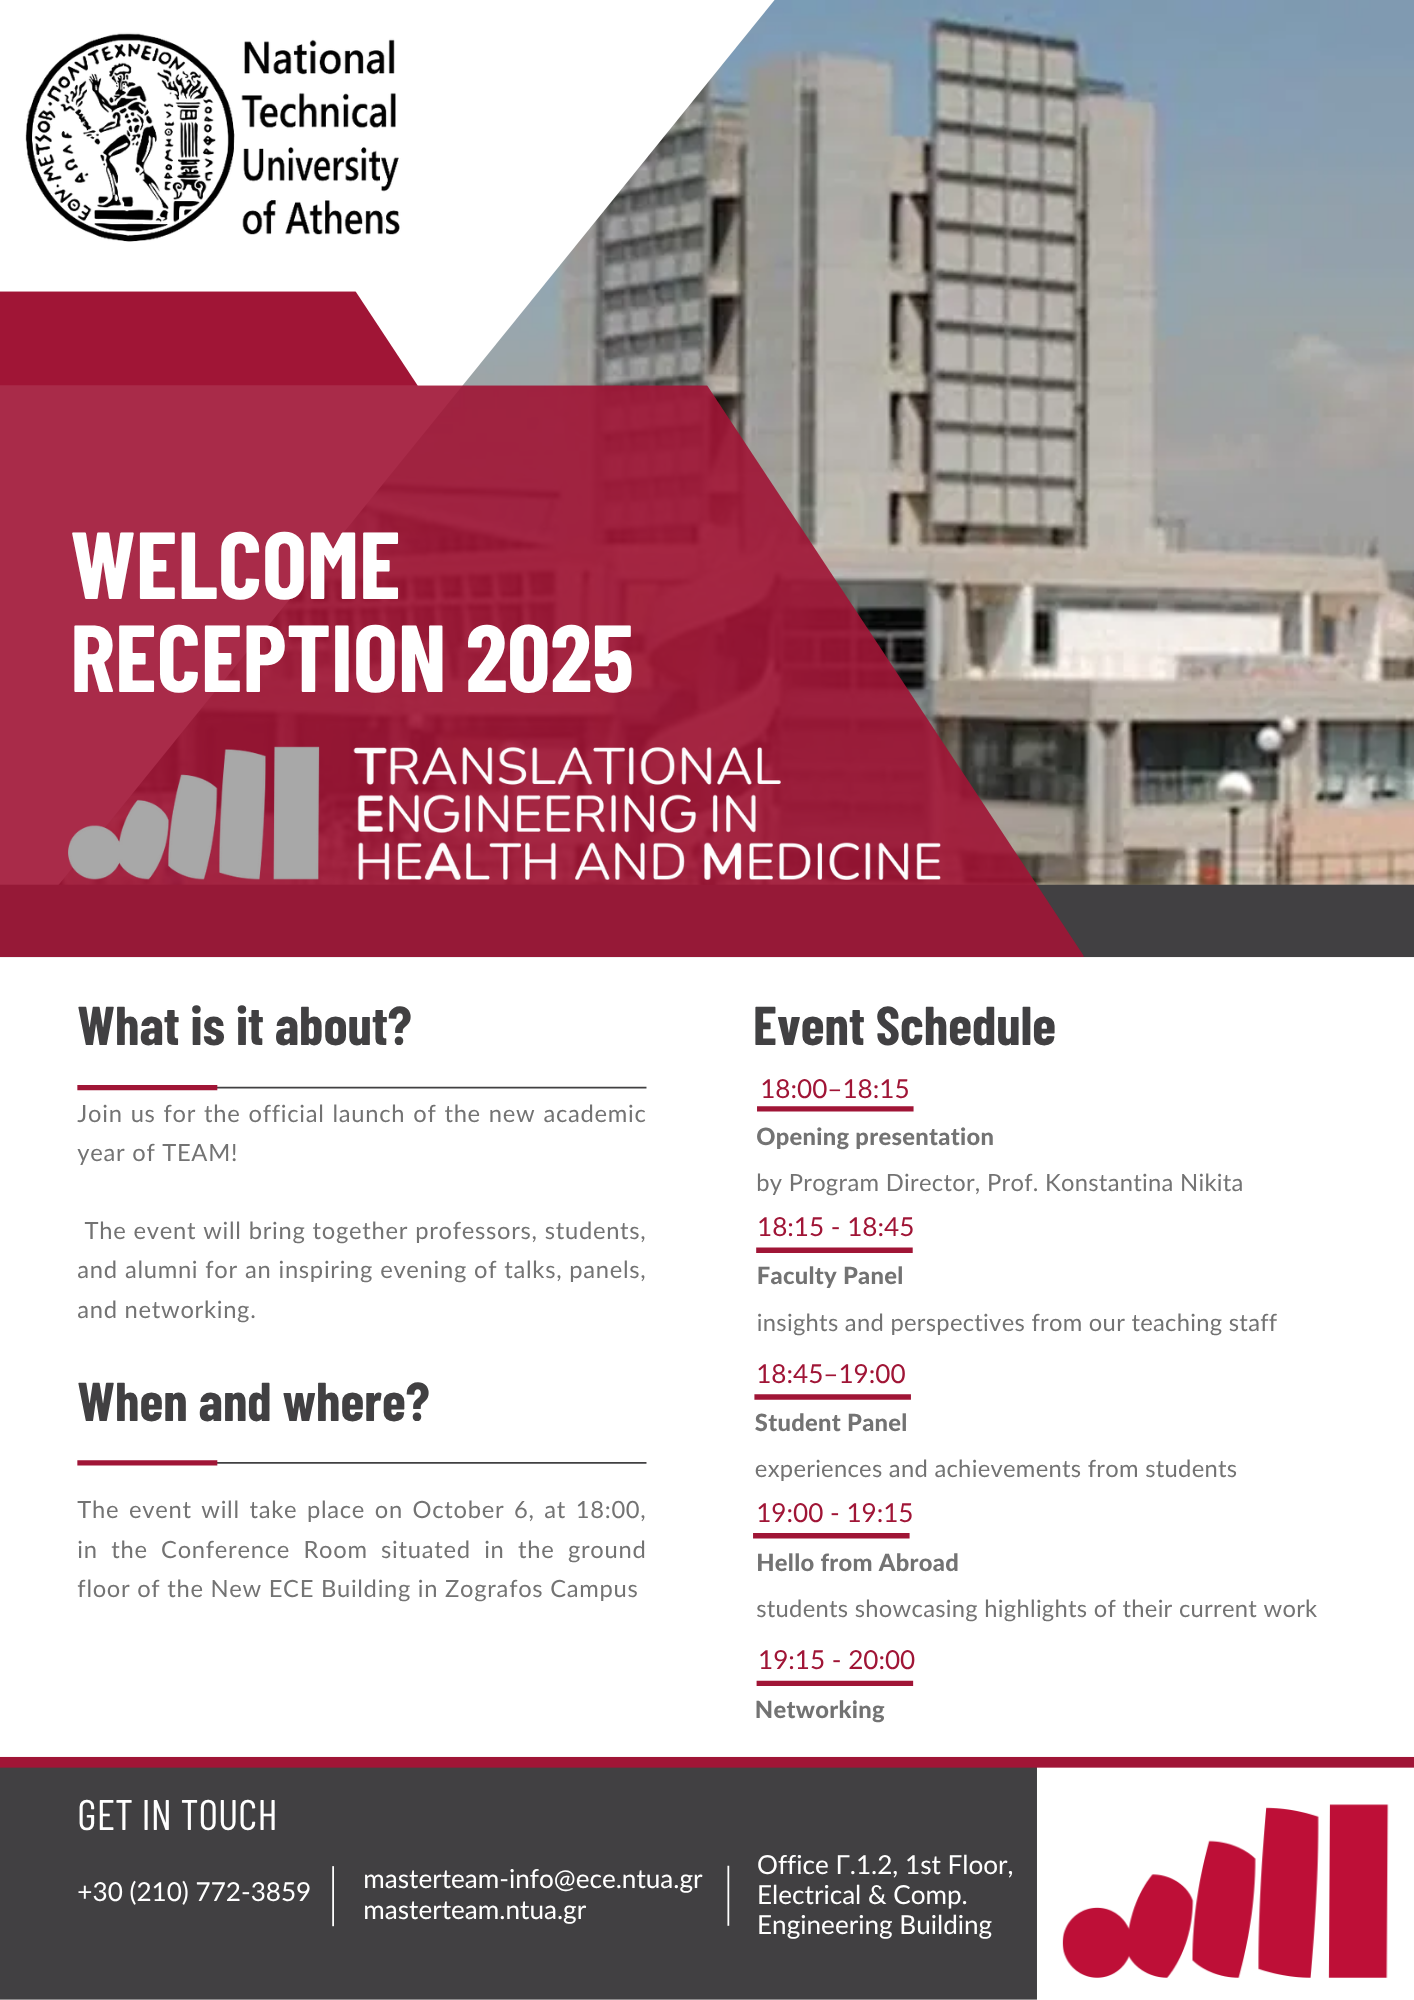 ΕΘΝ·ΜΕΤΣΟΒ·ΠΟΛΥΤΕΧΝΕΙΟΝ
National
Technical
University
of Athens
WELCOME
RECEPTION 2025
TRANSLATIONAL
ENGINEERING IN
HEALTH AND MEDICINE
What is it about?
Join us for the official launch of the new academic
year of TEAM!
The event will bring together professors, students,
and alumni for an inspiring evening of talks, panels,
and networking.
When and where?
The event will take place on October 6, at 18:00,
in the Conference Room situated in the ground
floor of the New ECE Building in Zografos Campus
Event Schedule
18:00–18:15
Opening presentation
by Program Director, Prof. Konstantina Nikita
18:15 - 18:45
Faculty Panel
insights and perspectives from our teaching staff
18:45–19:00
Student Panel
experiences and achievements from students
19:00 - 19:15
Hello from Abroad
students showcasing highlights of their current work
19:15 - 20:00
Networking
GET IN TOUCH
+30 (210) 772-3859
masterteam-info@ece.ntua.gr
masterteam.ntua.gr
Office Γ.1.2, 1st Floor,
Electrical & Comp.
Engineering Building